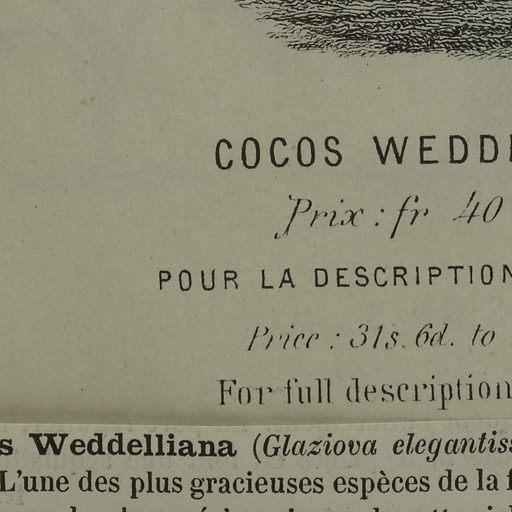 COCOS WEDD
Prix : fr 40
POUR LA DESCRIPTION
Price : 31s. 6d. to
For full description
s Weddelliana (Glaziova elegantiss
L'une des plus gracieuses espèces de la f